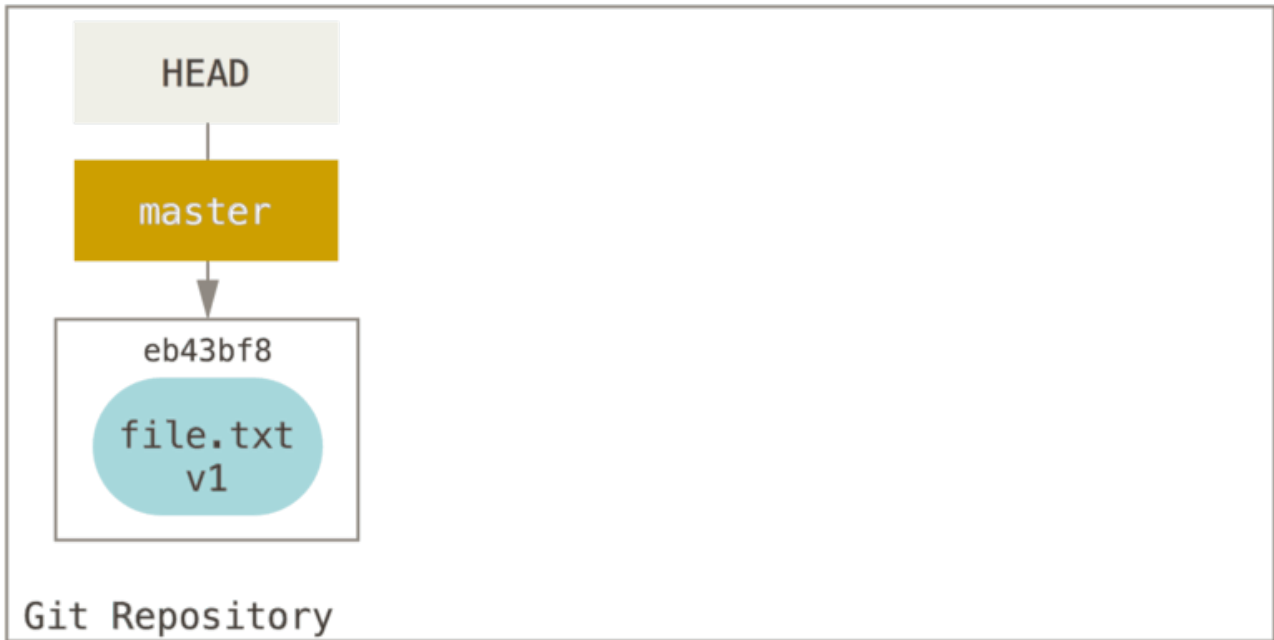 HEAD
master
eb43bf8
file.txt
v1
Git Repository